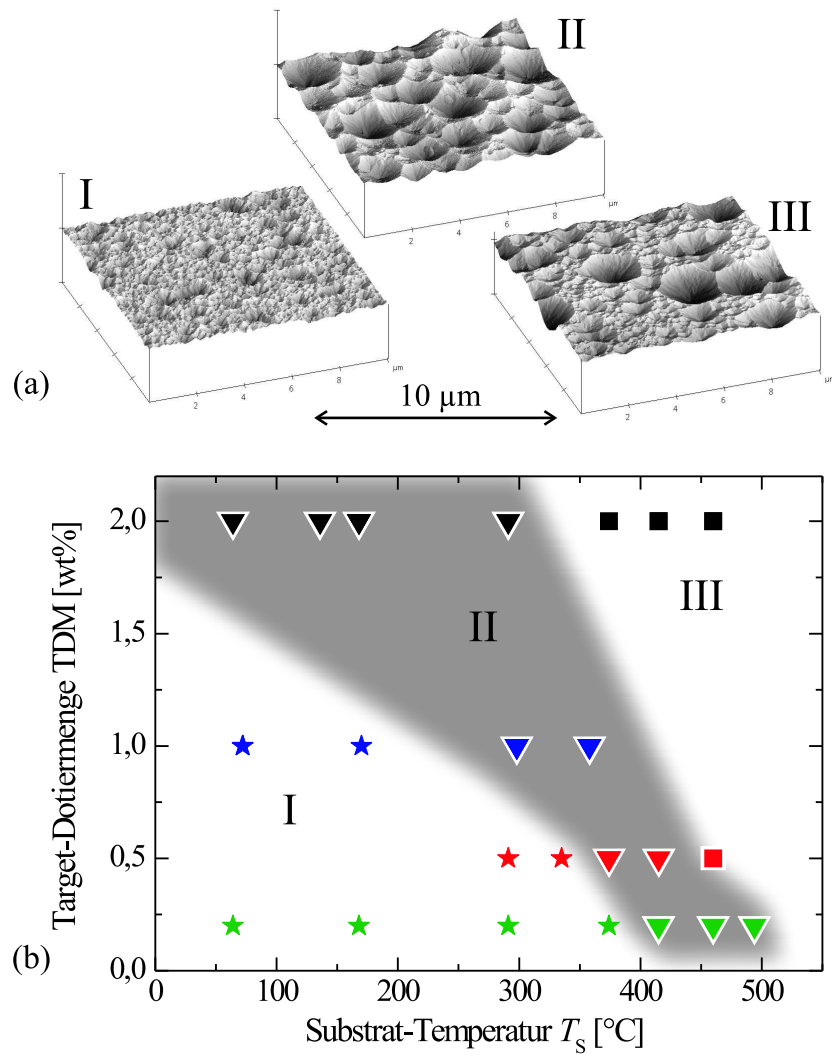 II
I
III
2 4 6 8 µm
2 4 6 8 µm
2 4 6 8
(a)
10 µm
Target-Dotiermenge TDM [wt%]
2,0
1,5
1,0
0,5
0,0
III
II
I
(b)
0 100 200 300 400 500
Substrat-Temperatur T_S [°C]